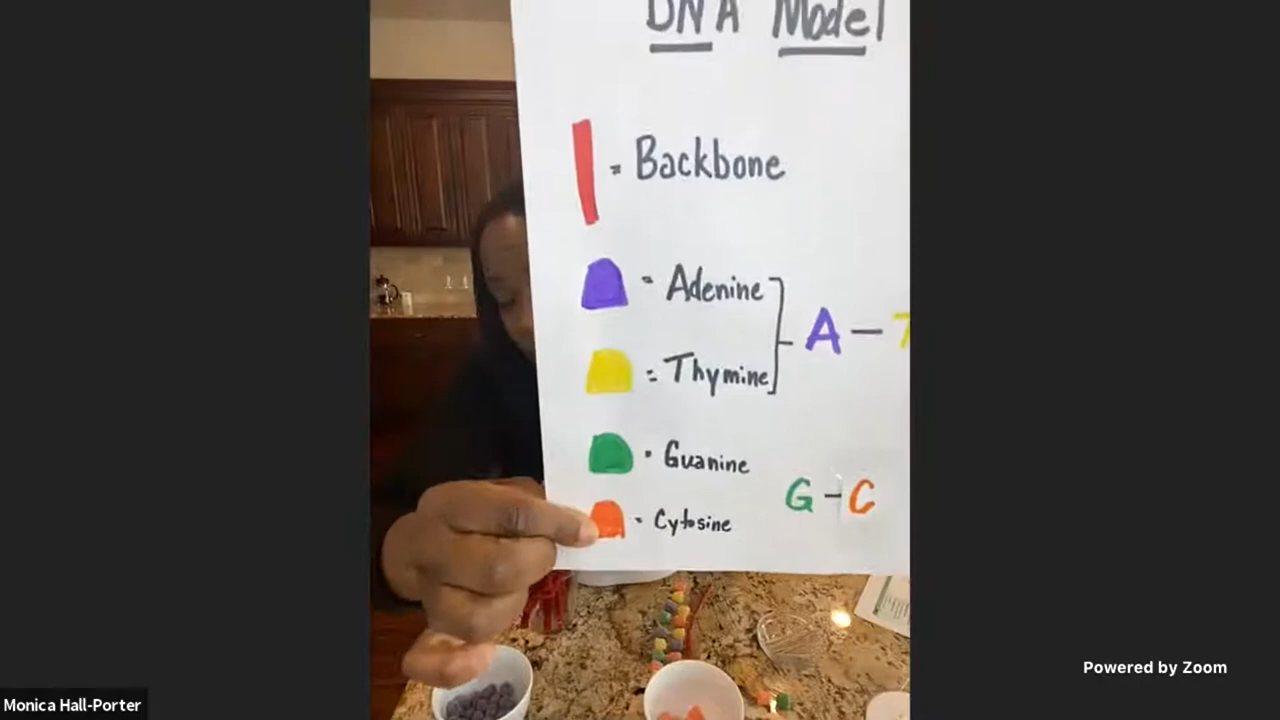 DNA Model
= Backbone
= Adenine
A - T
= Thymine
= Guanine
G - C
= Cytosine
Powered by Zoom
Monica Hall-Porter